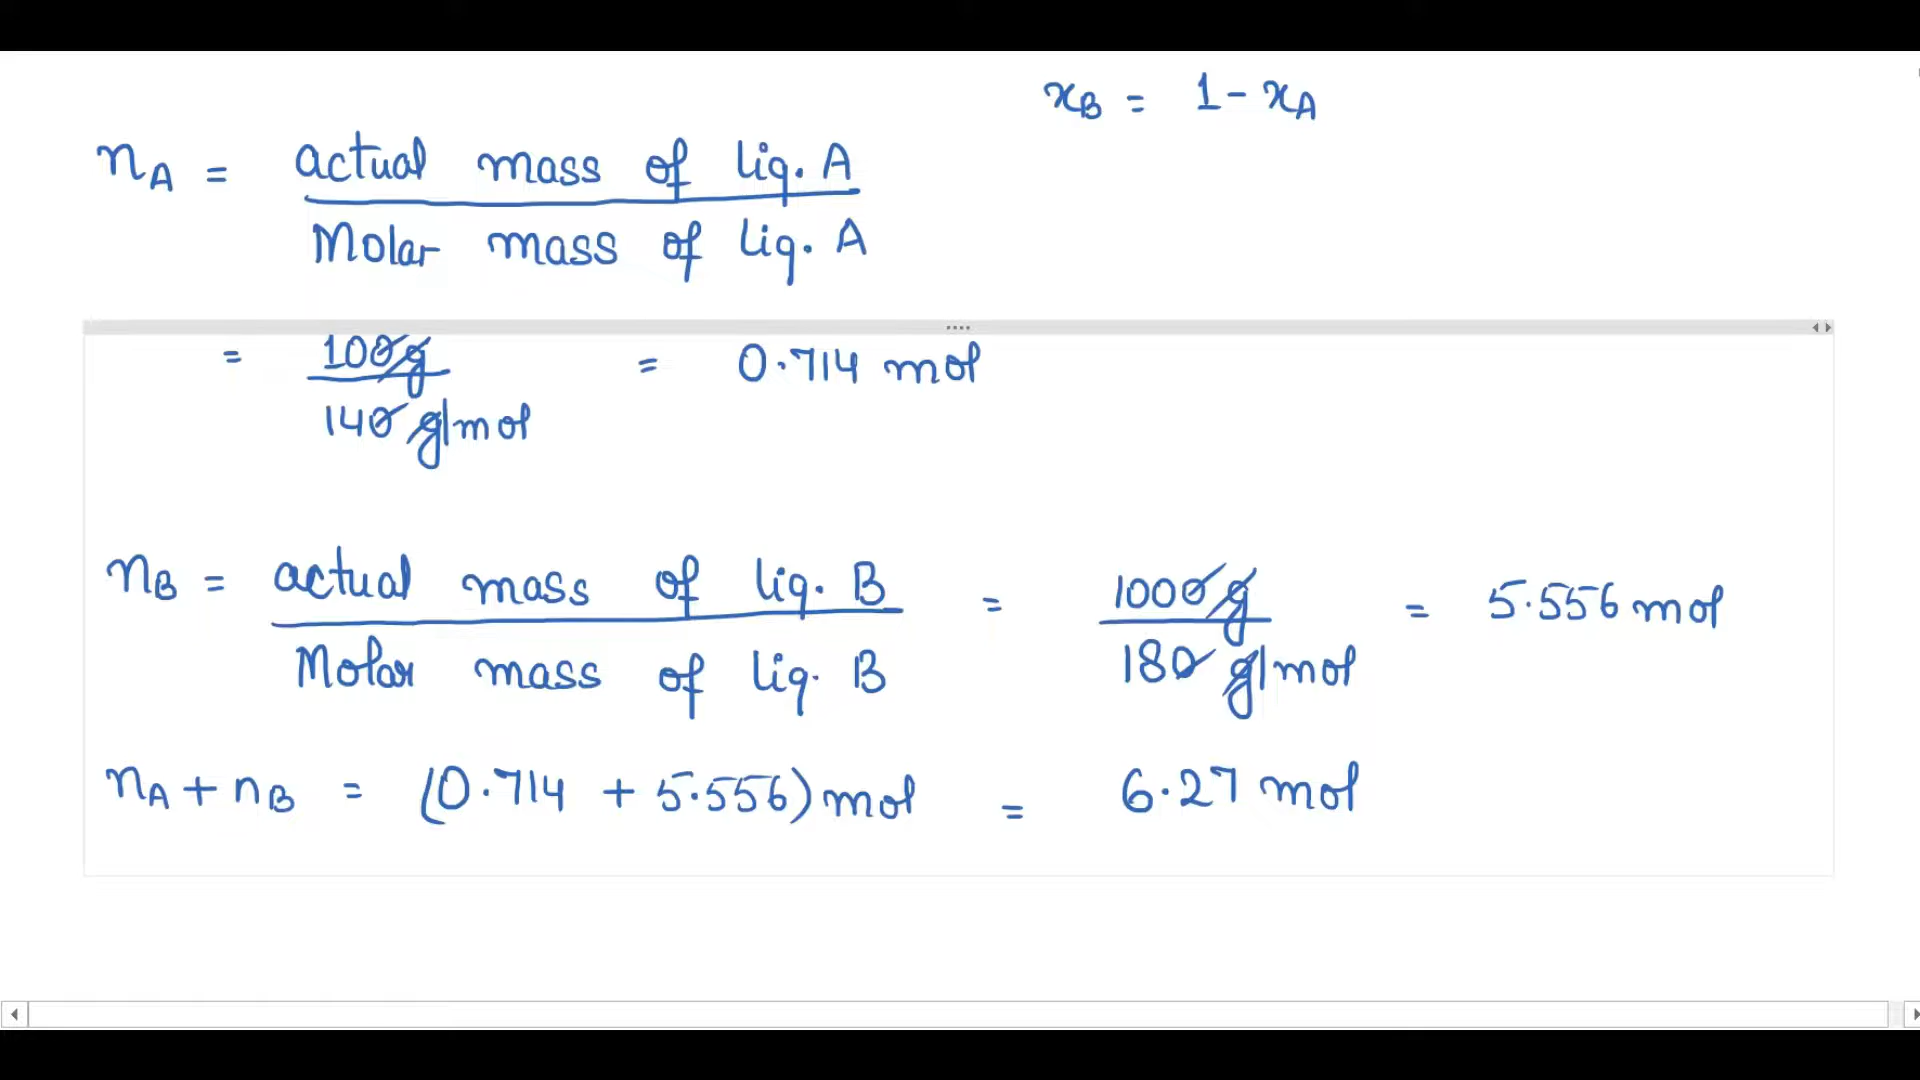 xB = 1 - xA
nA = actual mass of liq. A
Molar mass of liq. A
= 100g / 140 g/mol = 0.714 mol
nB = actual mass of liq. B / Molar mass of liq. B = 1000g / 180 g/mol = 5.556 mol
nA + nB = (0.714 + 5.556) mol = 6.27 mol